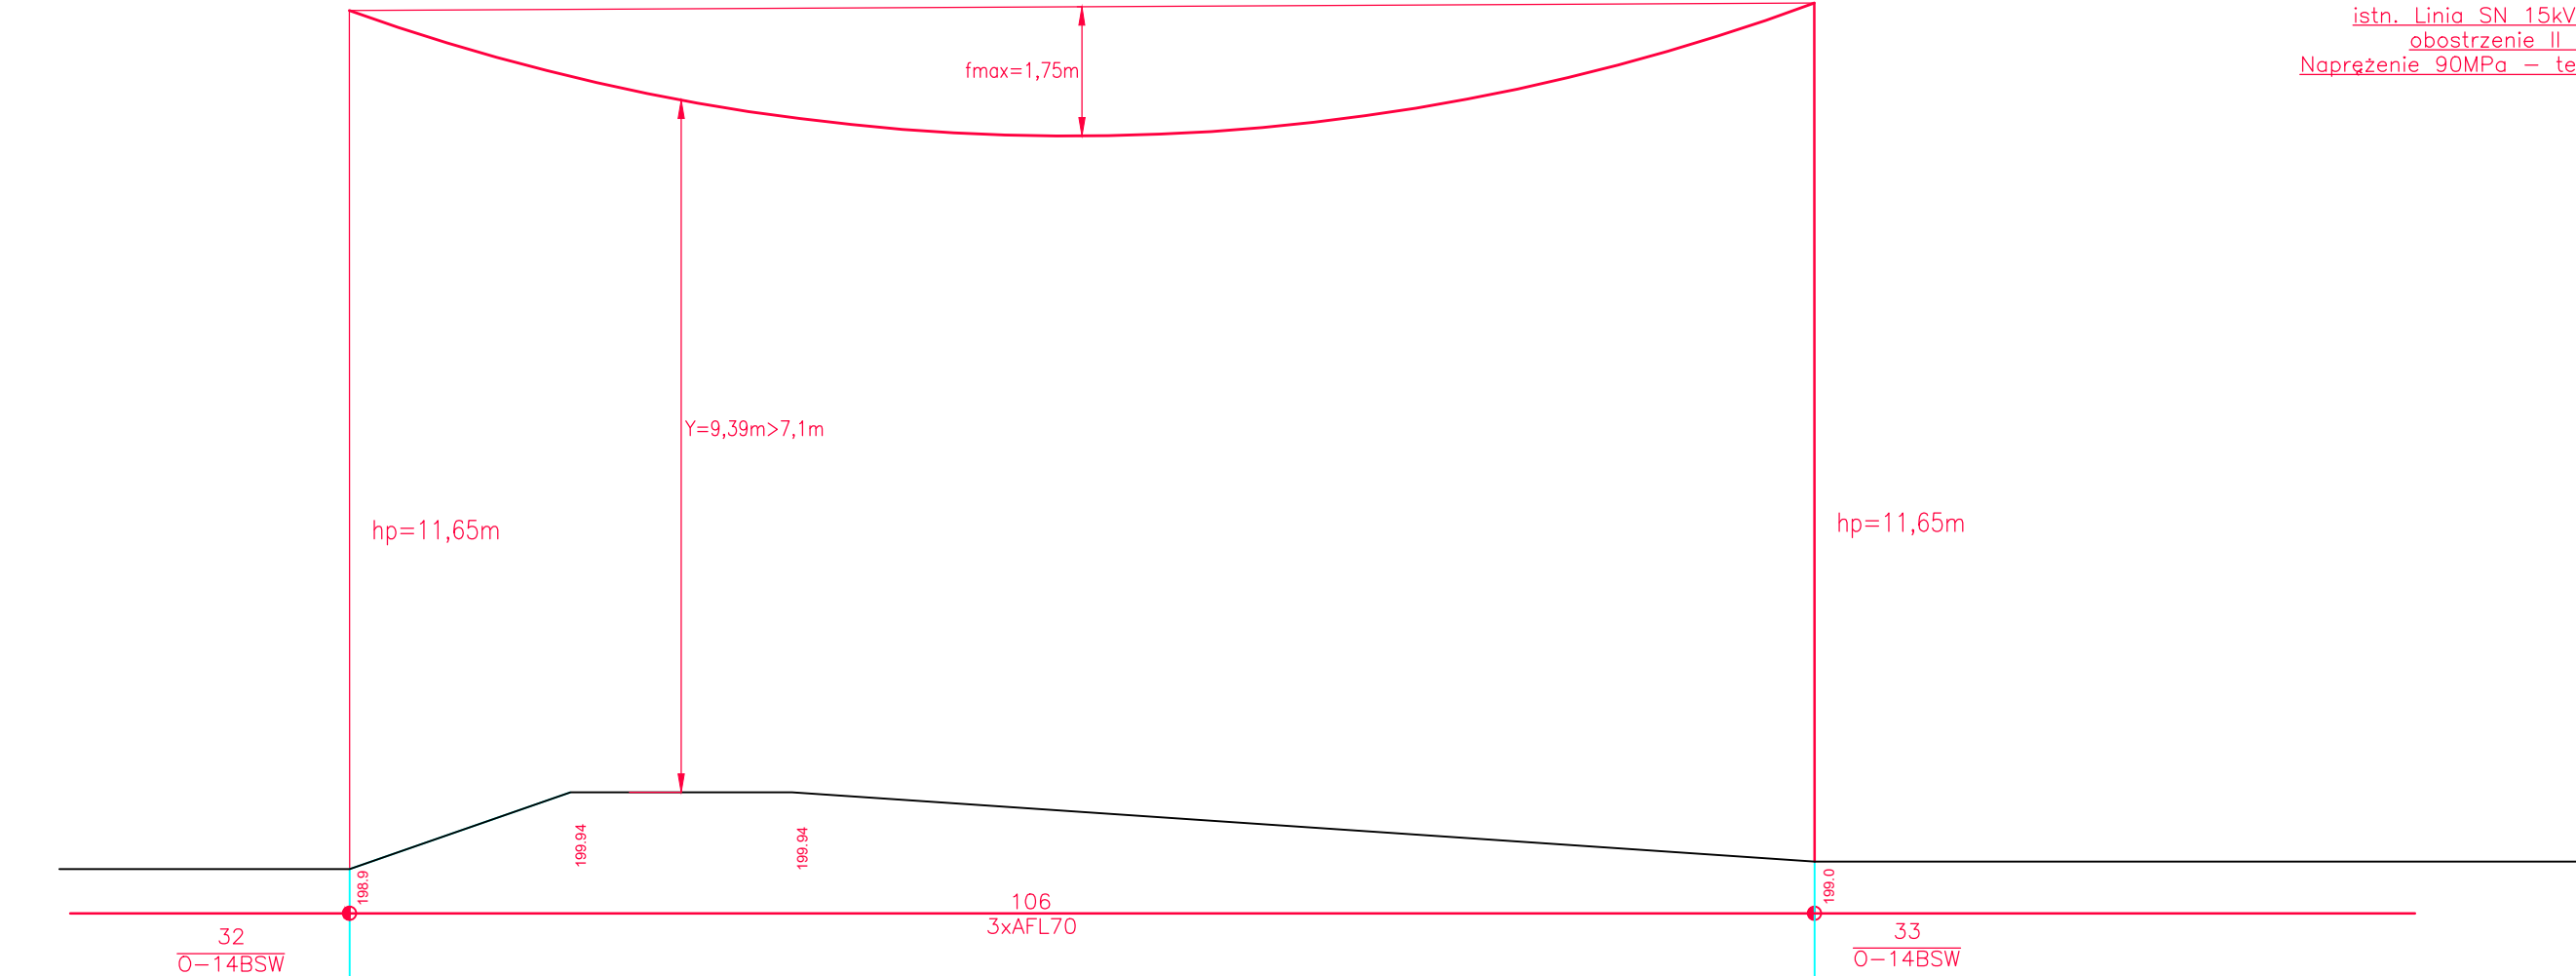 istn. Linia SN 15kV
obostrzenie II
Naprężenie 90MPa – te
fmax=1,75m
Y=9,39m>7,1m
hp=11,65m
hp=11,65m
199.94
199.94
198.9
199.0
106
3xAFL70
32
O–14BSW
33
O–14BSW